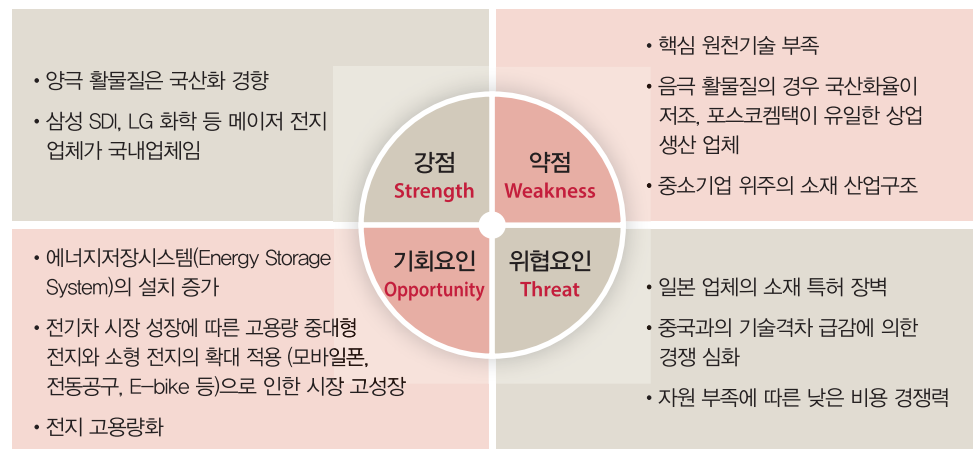 • 양극 활물질은 국산화 경향
• 삼성 SDI, LG 화학 등 메이저 전지
업체가 국내업체임
강점
Strength
• 핵심 원천기술 부족
• 음극 활물질의 경우 국산화율이
저조, 포스코켐택이 유일한 상업
생산 업체
• 중소기업 위주의 소재 산업구조
약점
Weakness
• 에너지저장시스템(Energy Storage
System)의 설치 증가
• 전기차 시장 성장에 따른 고용량 중대형
전지와 소형 전지의 확대 적용 (모바일폰,
전동공구, E-bike 등)으로 인한 시장 고성장
• 전지 고용량화
기회요인
Opportunity
위협요인
Threat
• 일본 업체의 소재 특허 장벽
• 중국과의 기술격차 급감에 의한
경쟁 심화
• 자원 부족에 따른 낮은 비용 경쟁력